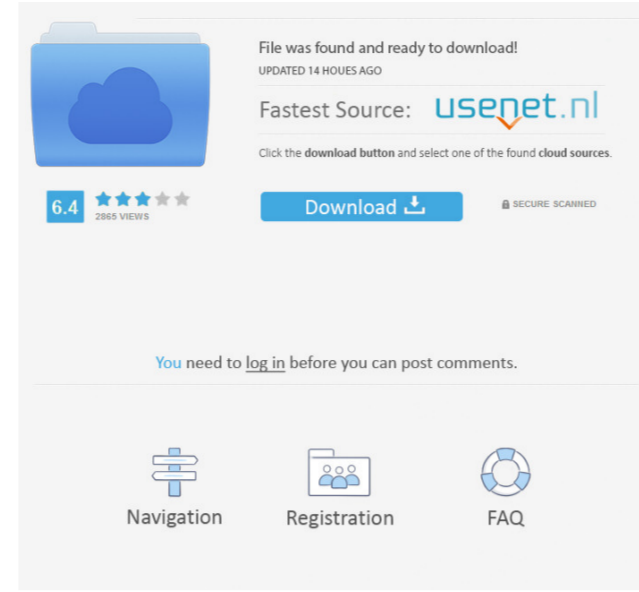 File was found and ready to download!
UPDATED 14 HOUES AGO
Fastest Source: usenet.nl
Click the download button and select one of the found cloud sources.
6.4
2865 VIEWS
Download
SECURE SCANNED
You need to log in before you can post comments.
Navigation
Registration
FAQ